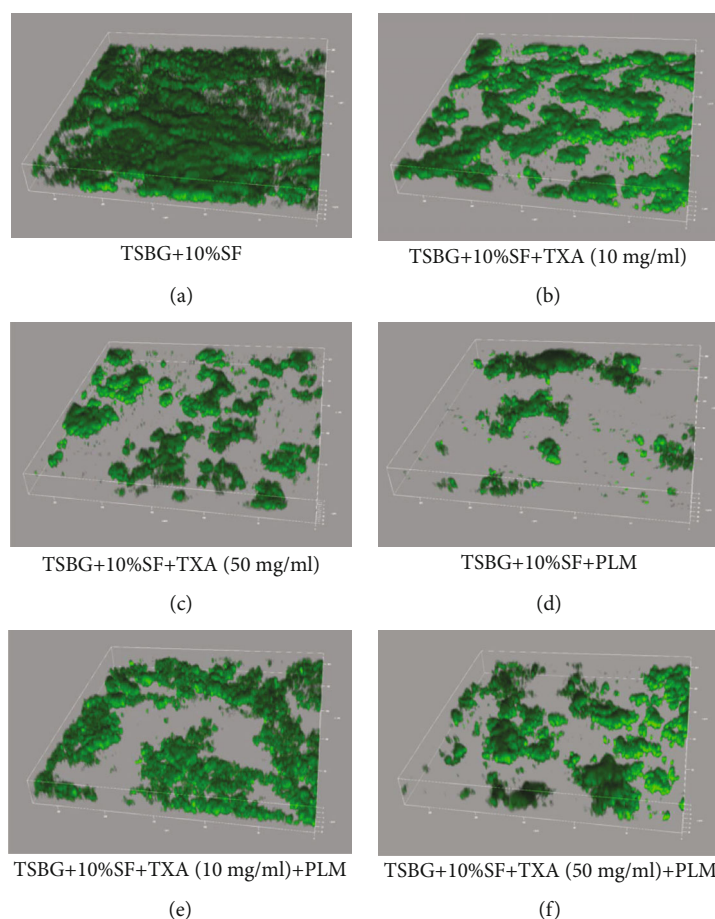 TSBG+10%SF
TSBG+10%SF+TXA (10 mg/ml)
(a)
(b)
TSBG+10%SF+TXA (50 mg/ml)
TSBG+10%SF+PLM
(c)
(d)
TSBG+10%SF+TXA (10 mg/ml)+PLM
TSBG+10%SF+TXA (50 mg/ml)+PLM
(e)
(f)